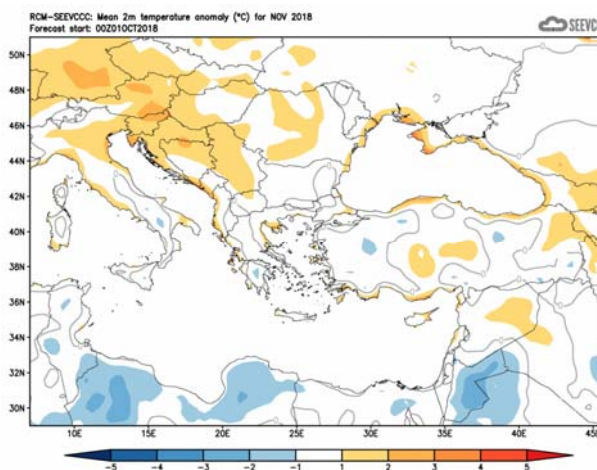 RCM-SEEVCCC: Mean 2m temperature anomaly (°C) for NOV 2018
Forecast start: 00Z01OCT2018
SEEVC
50N
48N
46N
44N
42N
40N
38N
36N
34N
32N
30N
10E 15E 20E 25E 30E 35E 40E 45E
-5 -4 -3 -2 -1 1 2 3 4 5